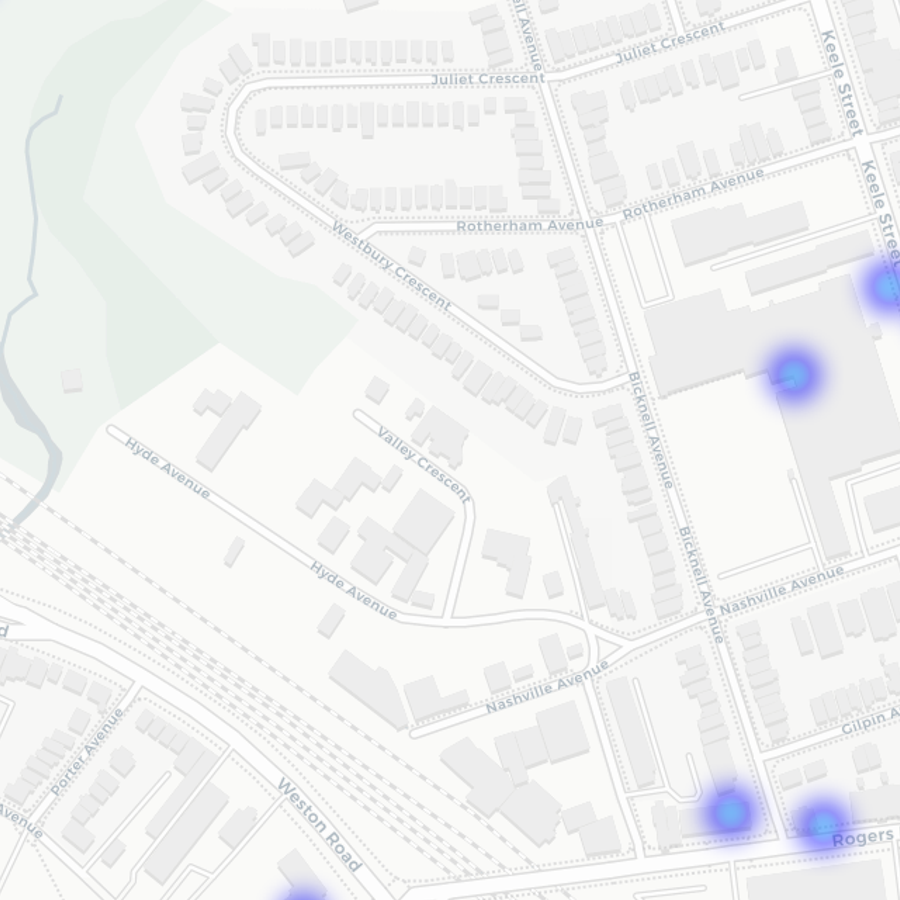 ll Avenue
Juliet Crescent
Keele Street
Juliet Crescent
Rotherham Avenue
Keele Street
Rotherham Avenue
Westbury Crescent
Bicknell Avenue
Valley Crescent
Hyde Avenue
Bicknell Avenue
Hyde Avenue
Nashville Avenue
d
Nashville Avenue
Gilpin A
Porter Avenue
Weston Road
Avenue
Rogers